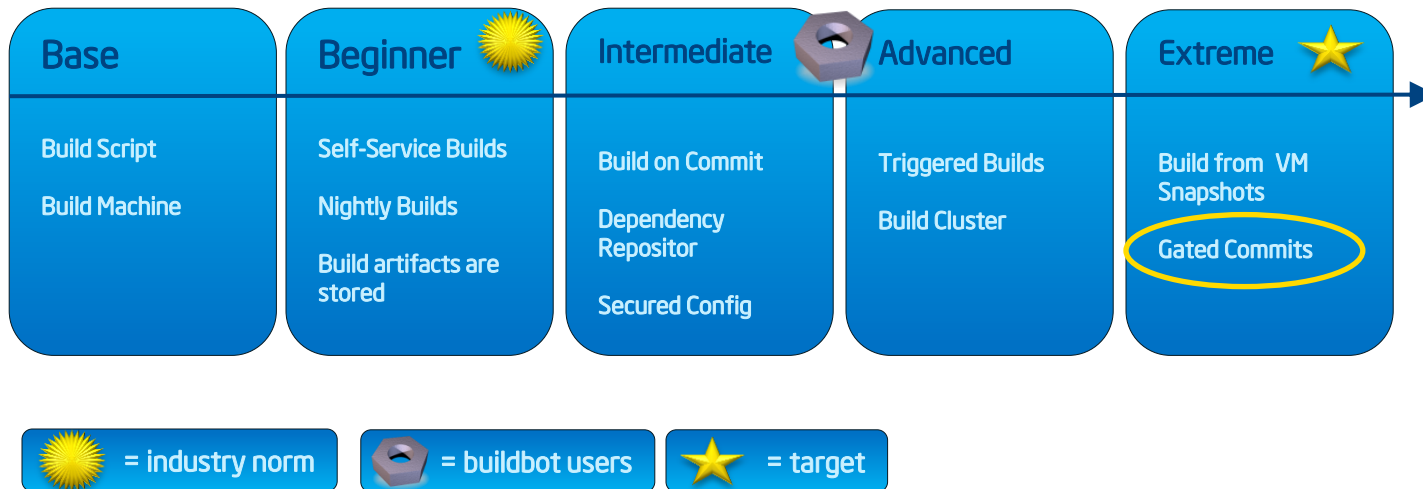 Base
Build Script
Build Machine
Beginner
Self-Service Builds
Nightly Builds
Build artifacts are
stored
Intermediate
Build on Commit
Dependency
Repositor
Secured Config
Advanced
Triggered Builds
Build Cluster
Extreme
Build from VM
Snapshots
Gated Commits
= industry norm
= buildbot users
= target